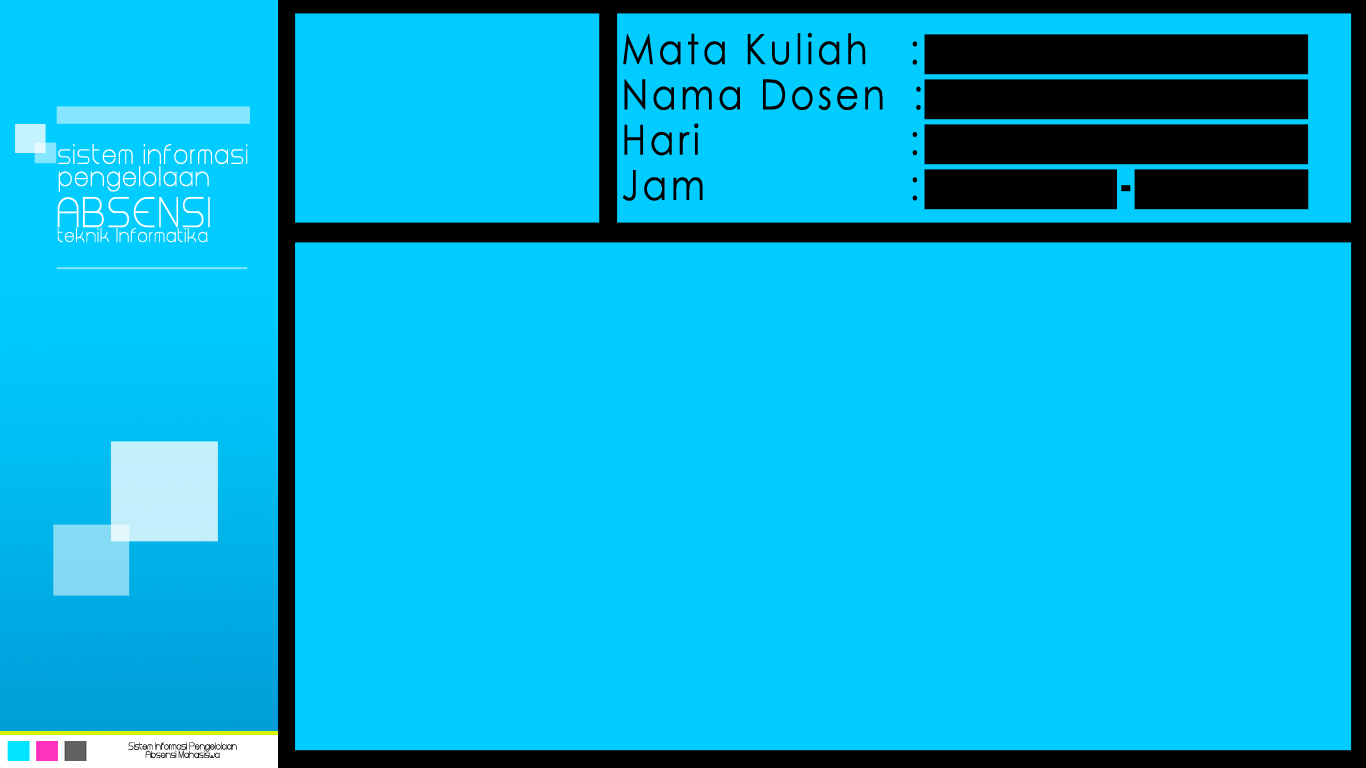 sistem informasi
pengelolaan
ABSENSI
teknik Informatika
Mata Kuliah :
Nama Dosen :
Hari :
Jam : -
Sistem Informasi Pengelolaan
Absensi Mahasiswa